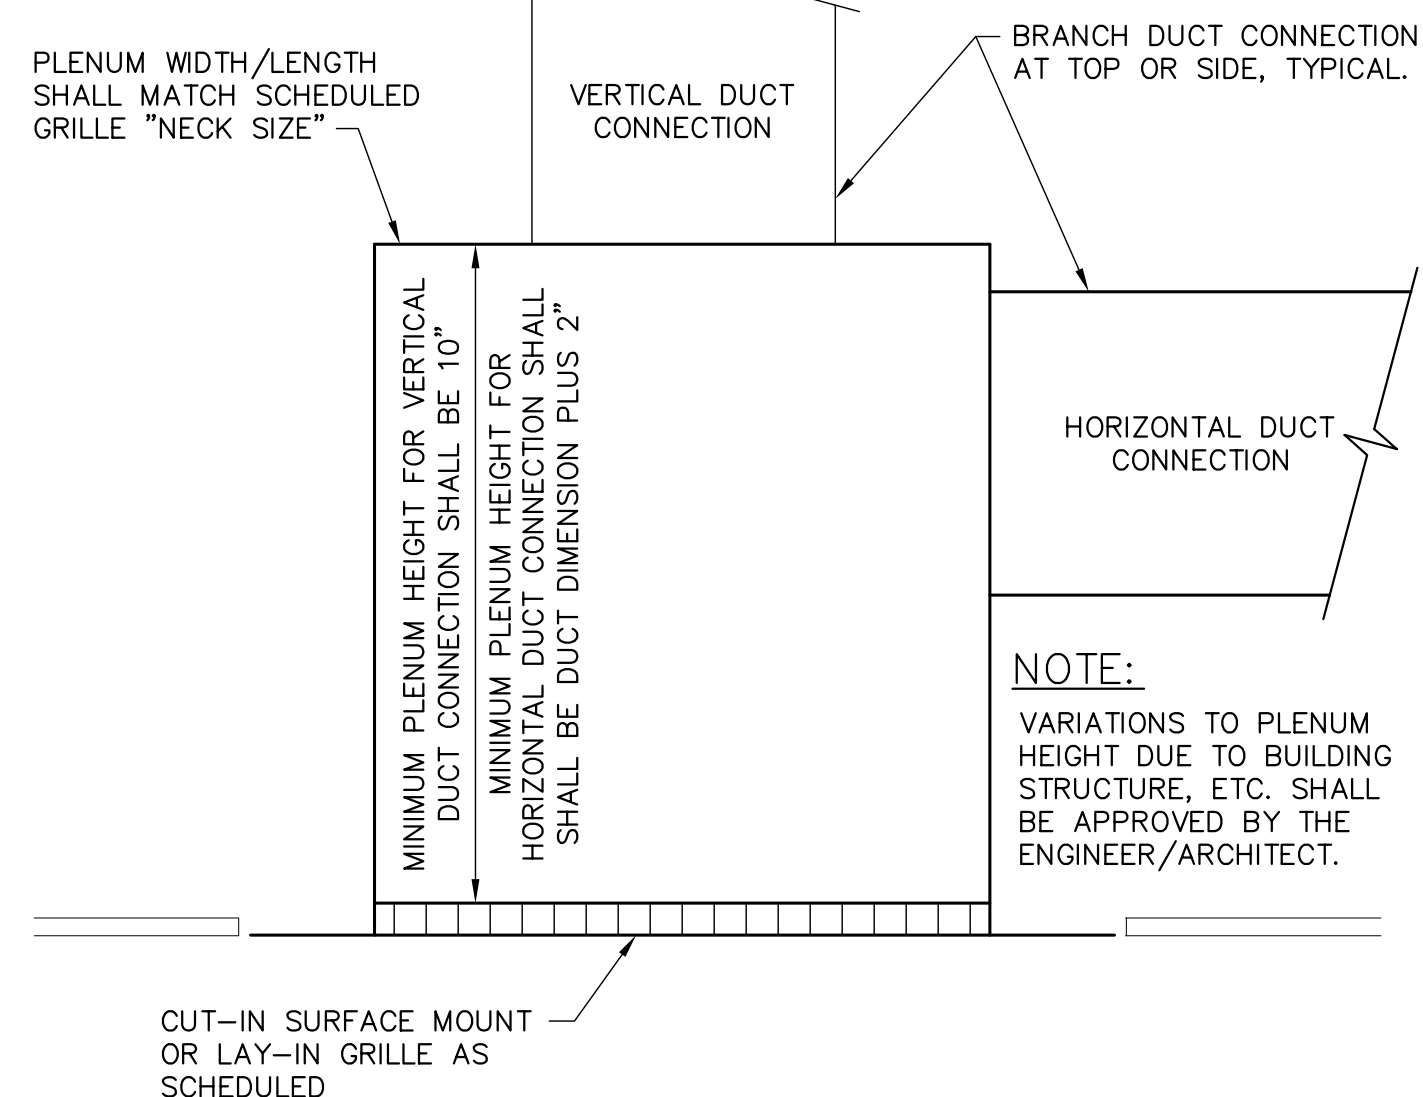 PLENUM WIDTH/LENGTH
SHALL MATCH SCHEDULED
GRILLE "NECK SIZE"
VERTICAL DUCT
CONNECTION
BRANCH DUCT CONNECTION
AT TOP OR SIDE, TYPICAL.
MINIMUM PLENUM HEIGHT FOR VERTICAL
DUCT CONNECTION SHALL BE 10"
MINIMUM PLENUM HEIGHT FOR
HORIZONTAL DUCT CONNECTION SHALL
SHALL BE DUCT DIMENSION PLUS 2"
HORIZONTAL DUCT
CONNECTION
NOTE:
VARIATIONS TO PLENUM
HEIGHT DUE TO BUILDING
STRUCTURE, ETC. SHALL
BE APPROVED BY THE
ENGINEER/ARCHITECT.
CUT-IN SURFACE MOUNT
OR LAY-IN GRILLE AS
SCHEDULED